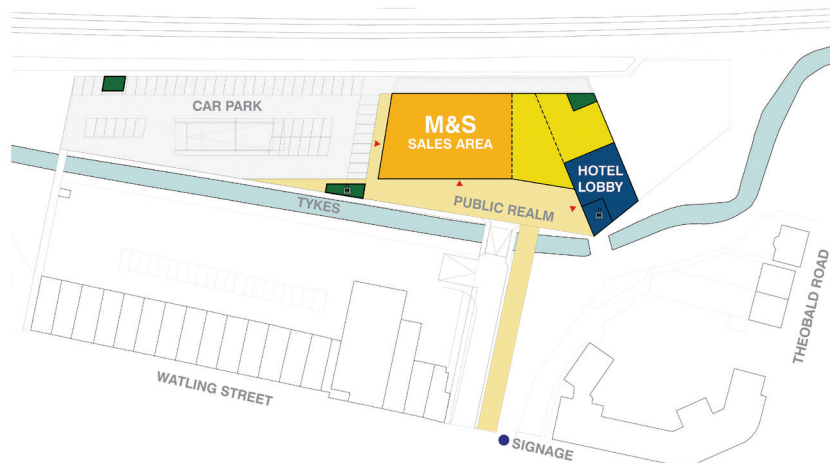 CAR PARK
M&S
SALES AREA
HOTEL
LOBBY
TYKES
PUBLIC REALM
THEOBALD ROAD
WATLING STREET
SIGNAGE